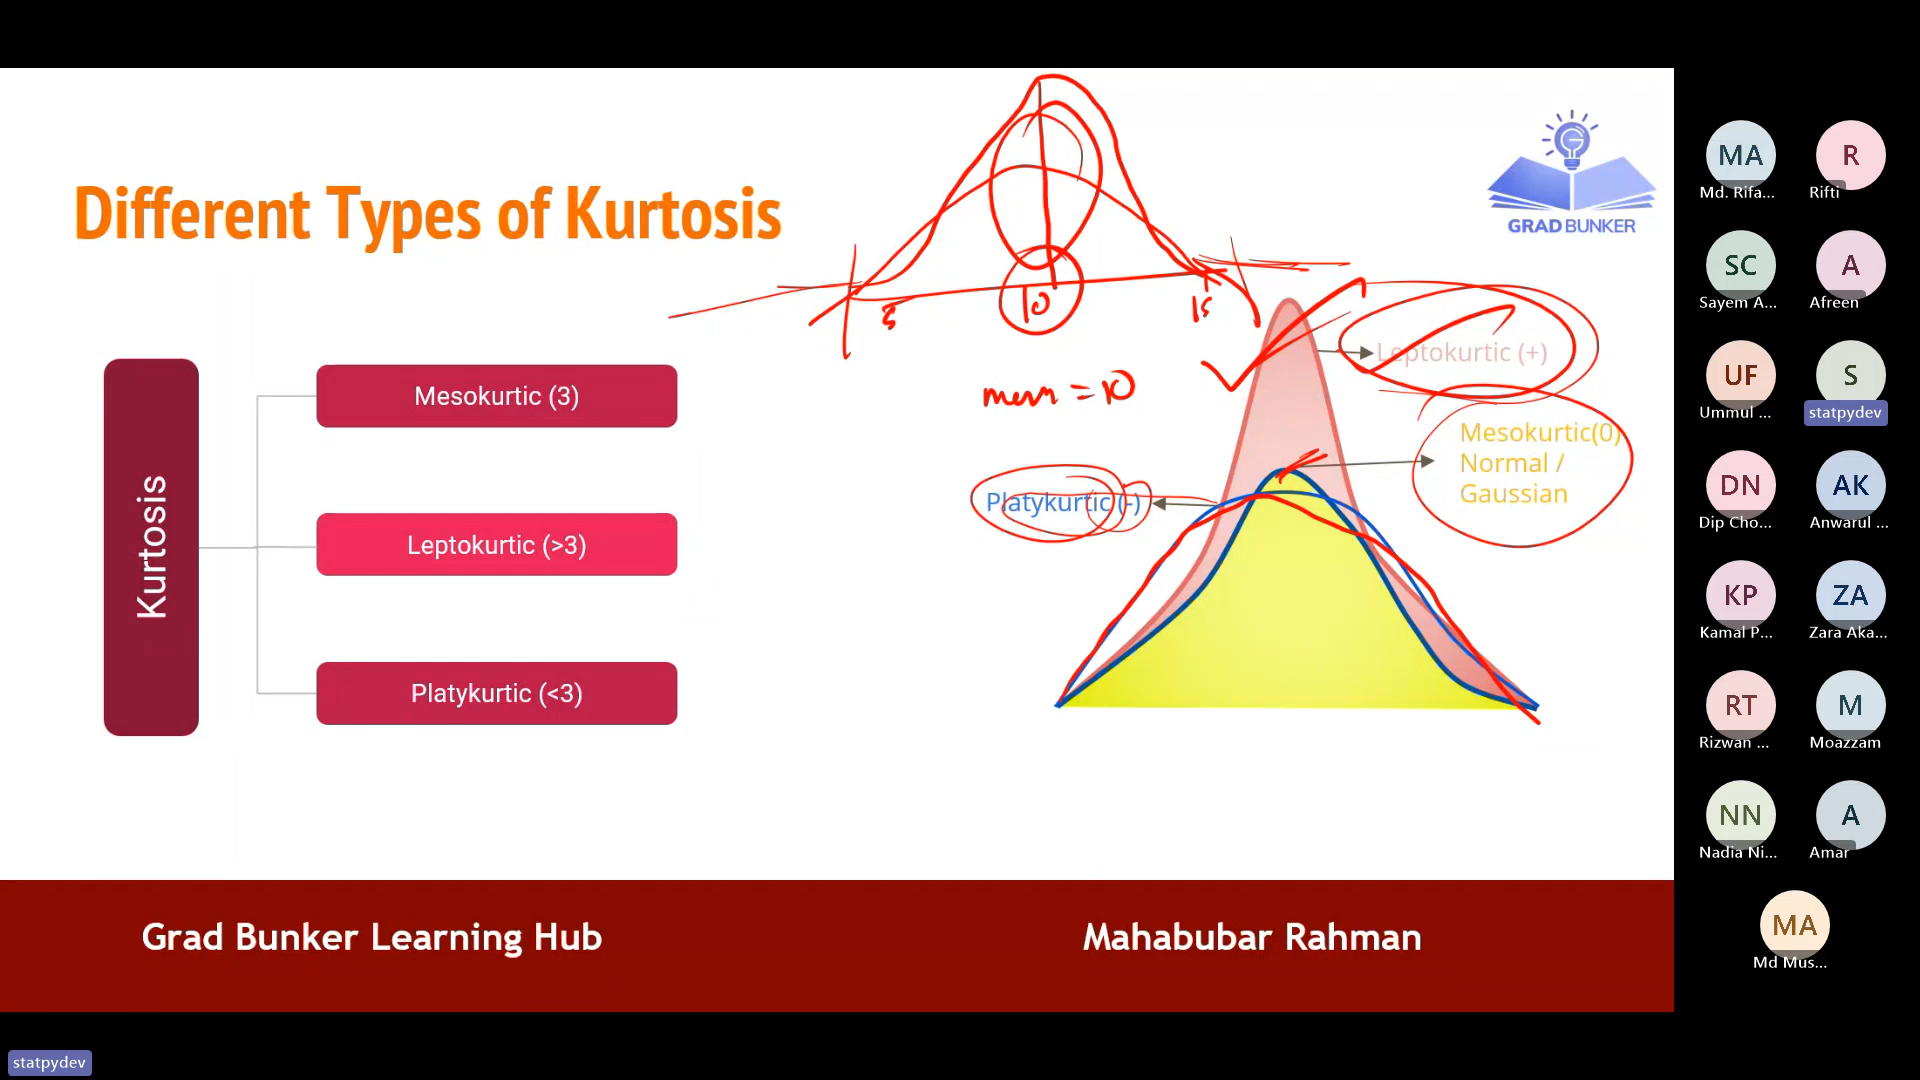 Different Types of Kurtosis
GRAD BUNKER
5
10
15
mean = 10
Kurtosis
Mesokurtic (3)
Leptokurtic (>3)
Platykurtic (<3)
Leptokurtic (+)
Mesokurtic(0)
Normal /
Gaussian
Platykurtic (-)
Grad Bunker Learning Hub
Mahabubar Rahman
MA
Md. Rifa...
R
Rifti
SC
Sayem A...
A
Afreen
UF
Ummul ...
S
statpydev
DN
Dip Cho...
AK
Anwarul ...
KP
Kamal P...
ZA
Zara Aka...
RT
Rizwan ...
M
Moazzam
NN
Nadia Ni...
A
Amar
MA
Md Mus...
statpydev